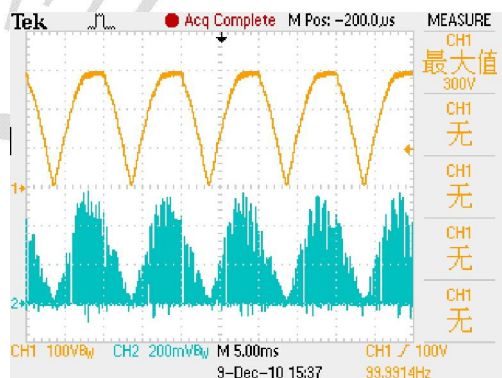 Tek
Acq Complete
M Pos: -200.0us
MEASURE
CH1
最大值
300V
CH1
无
CH1
无
CH1
无
CH1
无
1
2
CH1 100VBW
CH2 200mVBW
M 5.00ms
CH1 / 100V
9-Dec-10 15:37
99.9914Hz